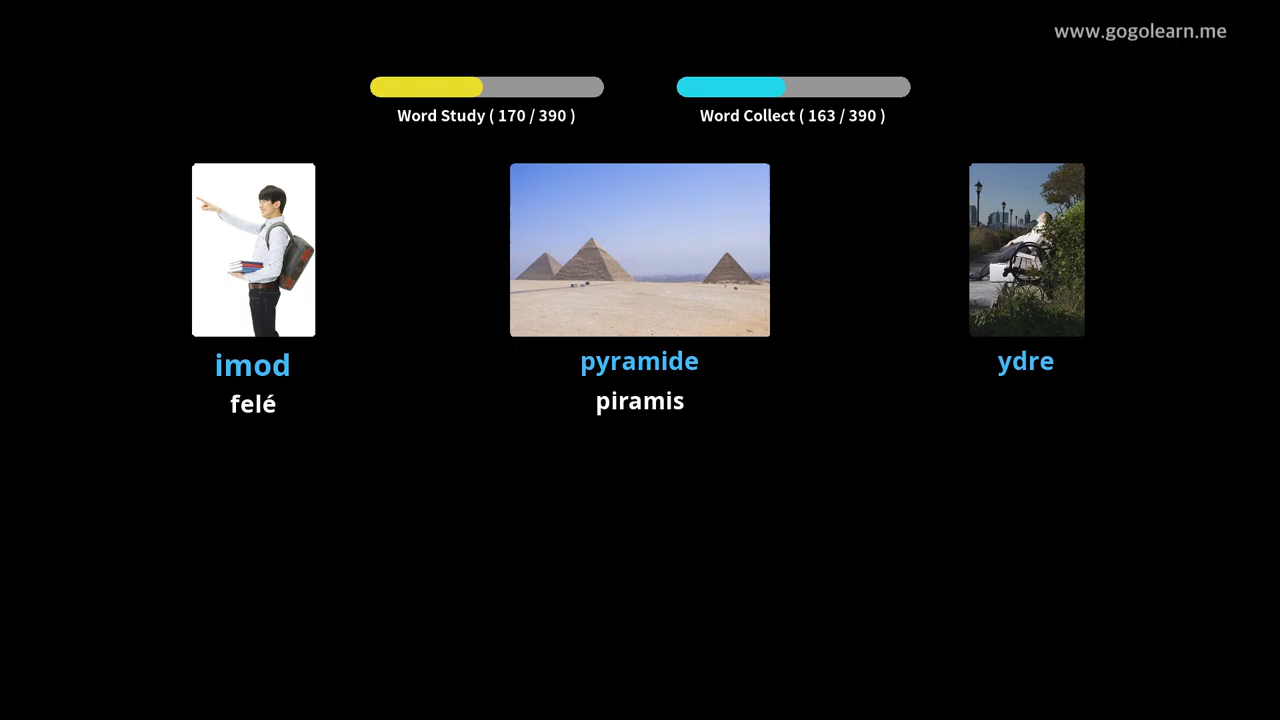 www.gogolearn.me
Word Study ( 170 / 390 )
Word Collect ( 163 / 390 )
imod
felé
pyramide
piramis
ydre